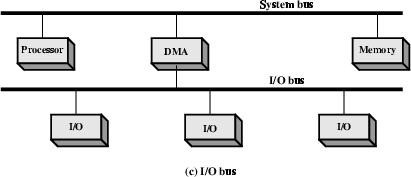 System bus
Processor
DMA
Memory
I/O bus
I/O
I/O
I/O
(c) I/O bus